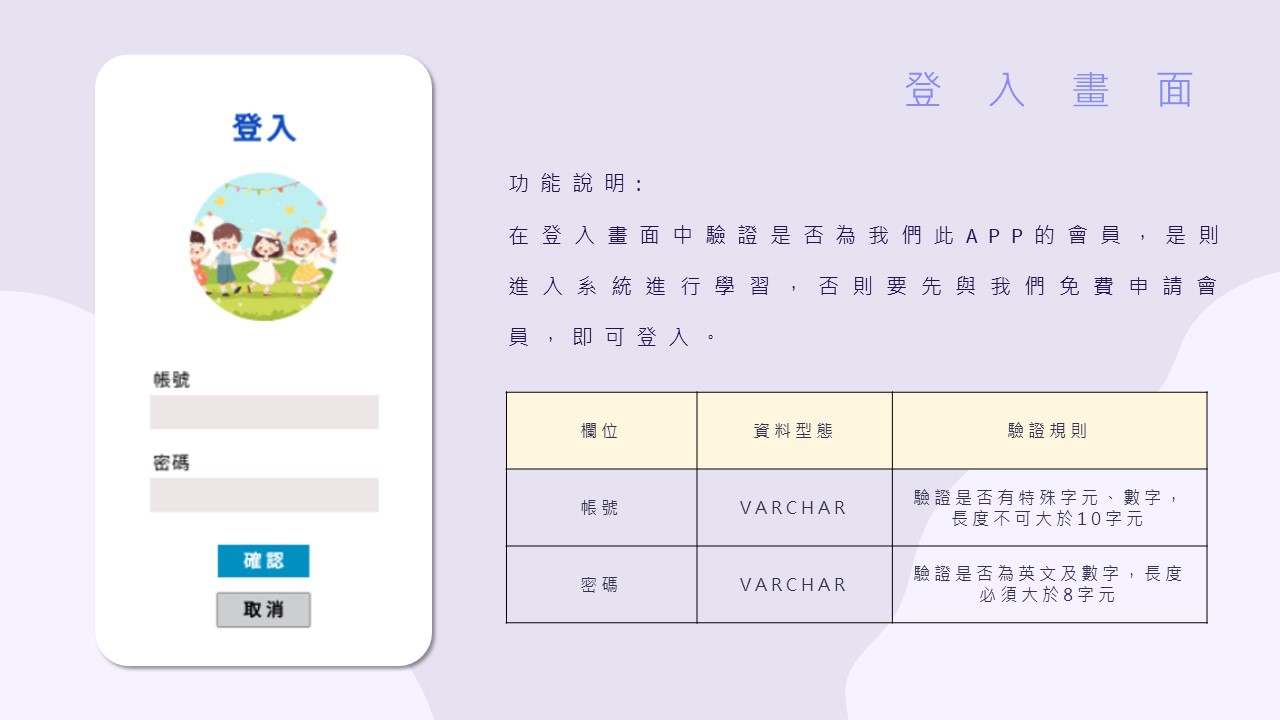 登入
帳號
密碼
確認
取消
登入畫面
功能說明:
在登入畫面中驗證是否為我們此APP的會員，是則
進入系統進行學習，否則要先與我們免費申請會
員，即可登入。
欄位 資料型態 驗證規則
帳號 VARCHAR 驗證是否有特殊字元、數字，
長度不可大於10字元
密碼 VARCHAR 驗證是否為英文及數字，長度
必須大於8字元